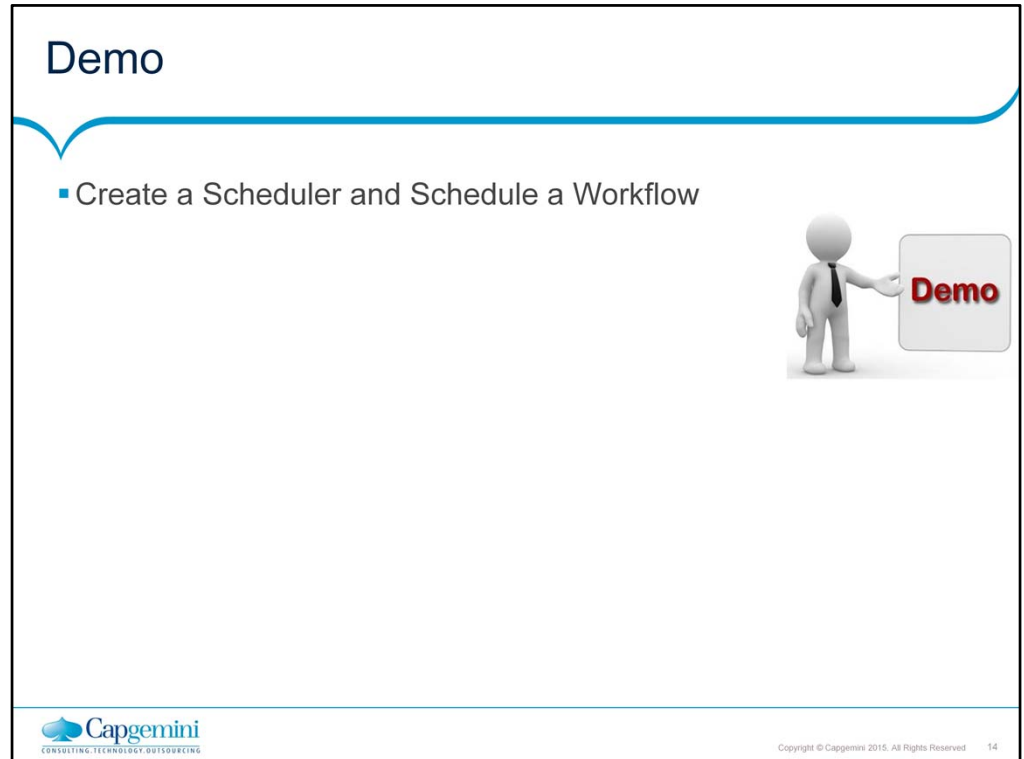 Demo
▪ Create a Scheduler and Schedule a Workflow
Demo
Capgemini
CONSULTING.TECHNOLOGY.OUTSOURCING
Copyright © Capgemini 2015. All Rights Reserved 14